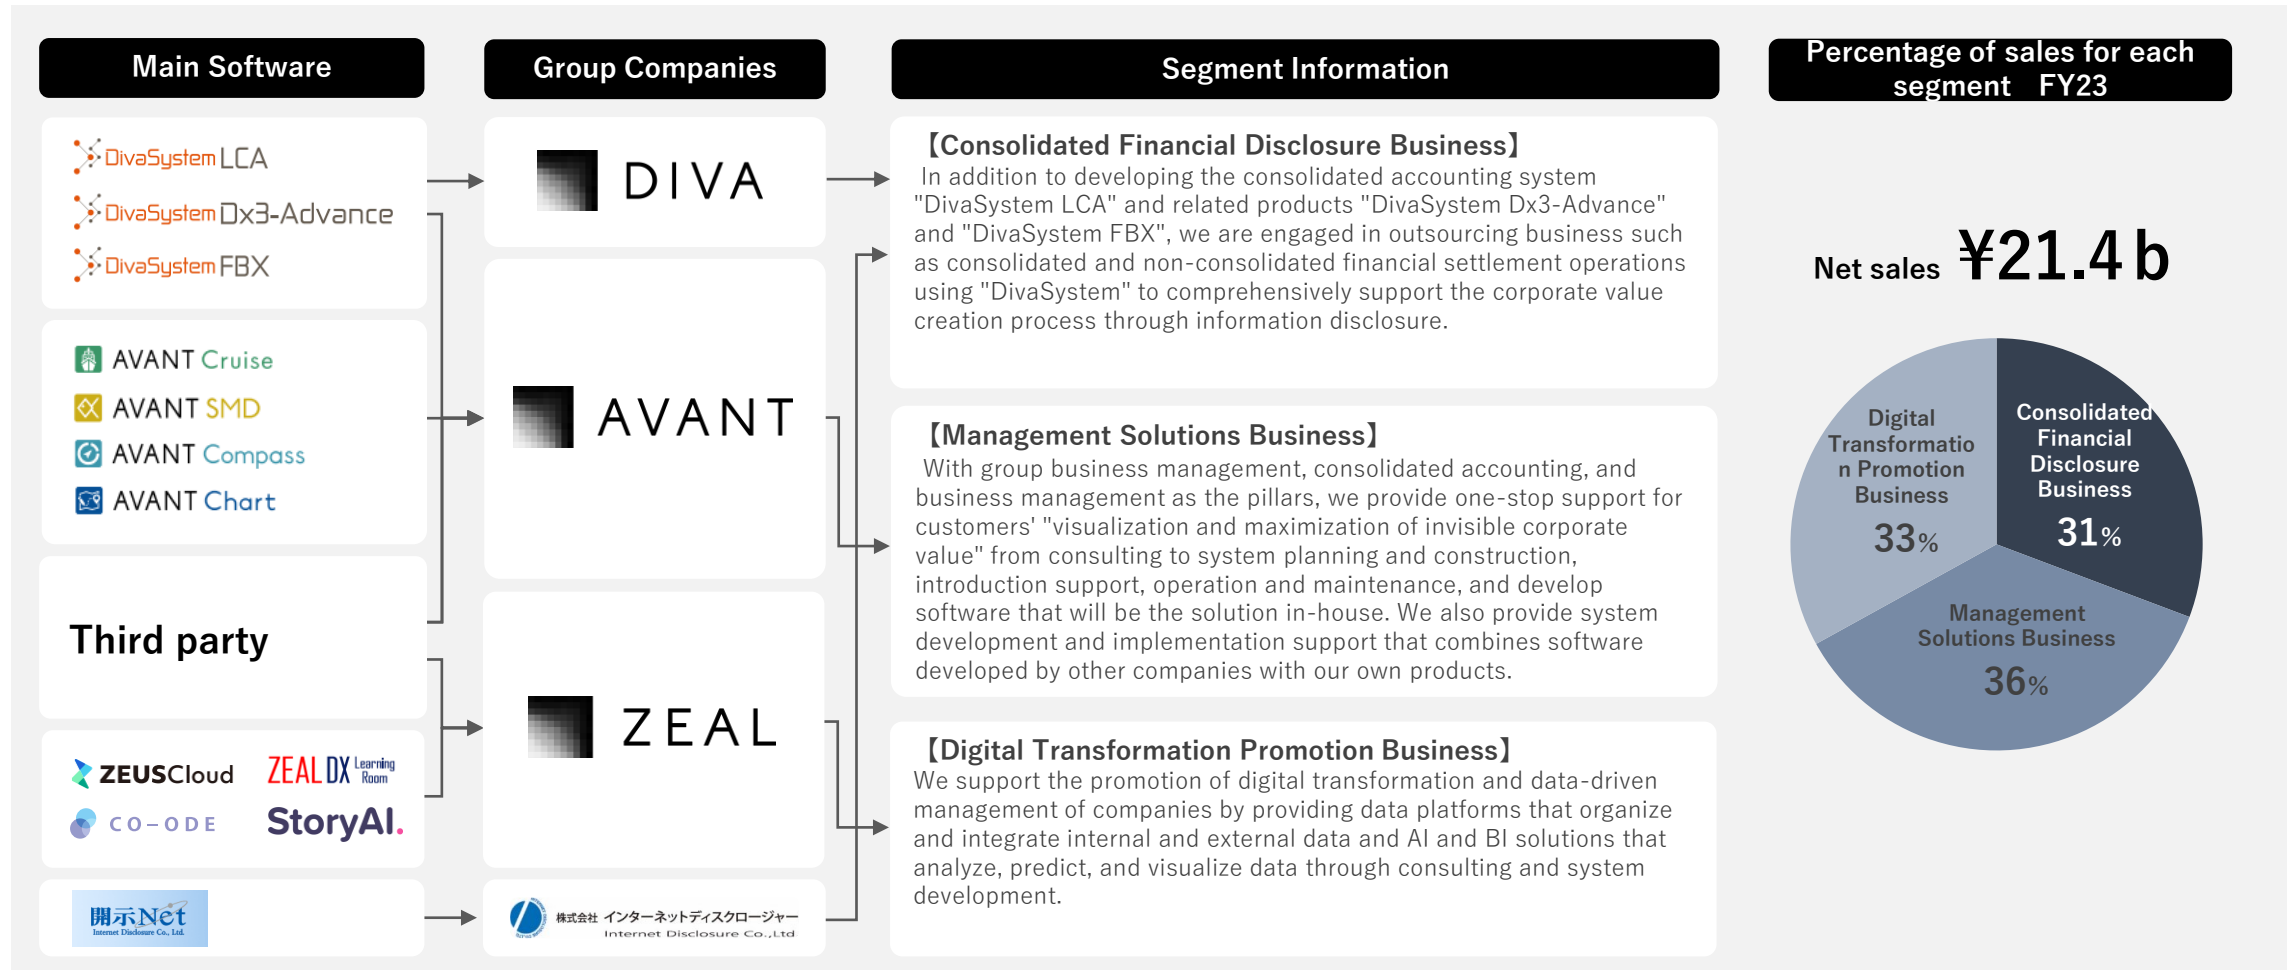 Main Software
DivaSystem LCA
DivaSystem Dx3-Advance
DivaSystem FBX
AVANT Cruise
AVANT SMD
AVANT Compass
AVANT Chart
Third party
ZEUSCloud
ZEAL DX Learning Room
CO-ODE
StoryAI.
開示Net
Internet Disclosure Co., Ltd.
Group Companies
DIVA
AVANT
ZEAL
株式会社 インターネットディスクロージャー
Internet Disclosure Co.,Ltd
Segment Information
【Consolidated Financial Disclosure Business】
In addition to developing the consolidated accounting system
"DivaSystem LCA" and related products "DivaSystem Dx3-Advance"
and "DivaSystem FBX", we are engaged in outsourcing business such
as consolidated and non-consolidated financial settlement operations
using "DivaSystem" to comprehensively support the corporate value
creation process through information disclosure.
【Management Solutions Business】
With group business management, consolidated accounting, and
business management as the pillars, we provide one-stop support for
customers' "visualization and maximization of invisible corporate
value" from consulting to system planning and construction,
introduction support, operation and maintenance, and develop
software that will be the solution in-house. We also provide system
development and implementation support that combines software
developed by other companies with our own products.
【Digital Transformation Promotion Business】
We support the promotion of digital transformation and data-driven
management of companies by providing data platforms that organize
and integrate internal and external data and AI and BI solutions that
analyze, predict, and visualize data through consulting and system
development.
Percentage of sales for each
segment FY23
Net sales ¥21.4 b
Digital
Transformatio
n Promotion
Business
33%
Consolidated
Financial
Disclosure
Business
31%
Management
Solutions Business
36%